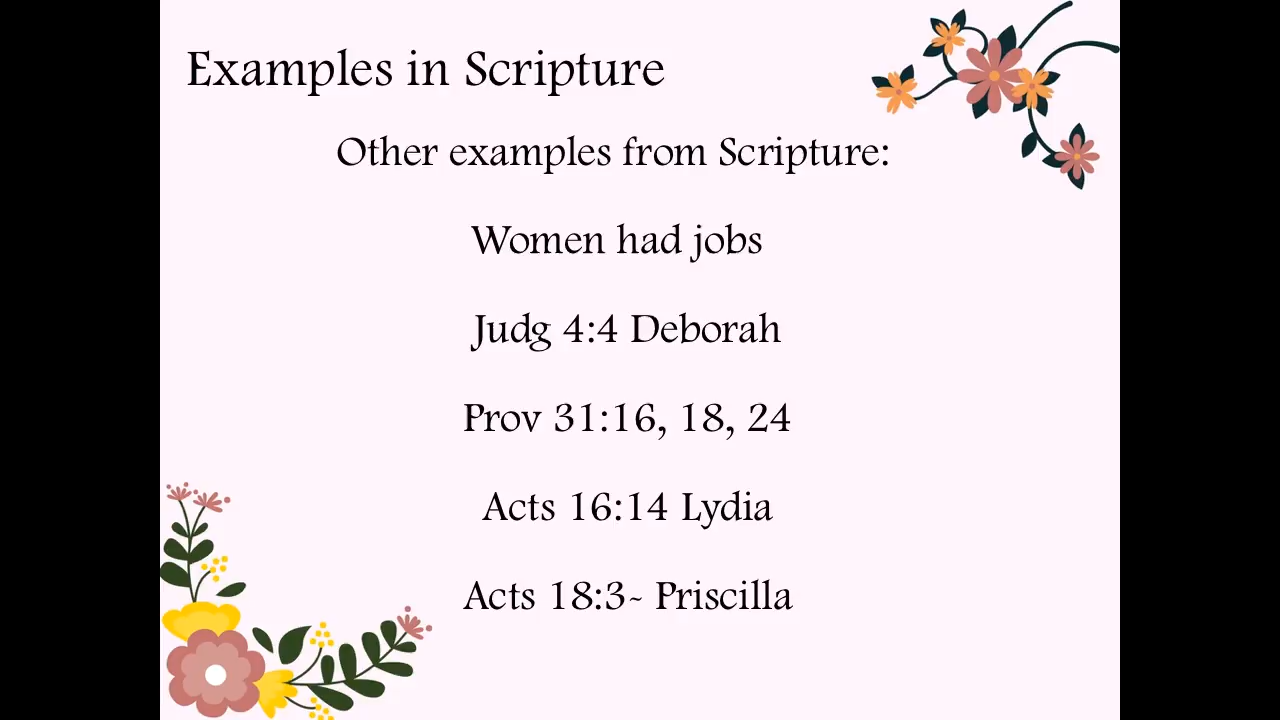 Examples in Scripture
Other examples from Scripture:
Women had jobs
Judg 4:4 Deborah
Prov 31:16, 18, 24
Acts 16:14 Lydia
Acts 18:3- Priscilla